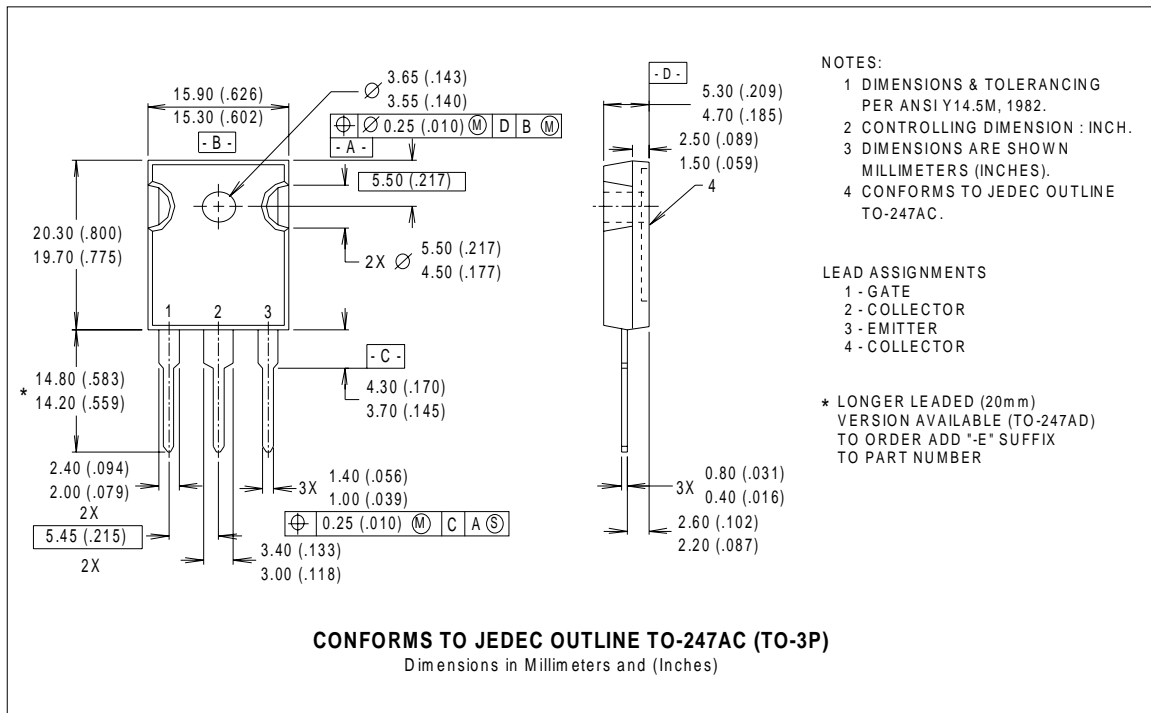 15.90 (.626)
15.30 (.602)
- B -
Ø 3.65 (.143)
3.55 (.140)
⌖ Ø 0.25 (.010) Ⓜ D B Ⓜ
- A -
5.50 (.217)
20.30 (.800)
19.70 (.775)
2X Ø 5.50 (.217)
4.50 (.177)
1 2 3
* 14.80 (.583)
14.20 (.559)
- C -
4.30 (.170)
3.70 (.145)
2.40 (.094)
2.00 (.079)
2X
5.45 (.215)
2X
3X 1.40 (.056)
1.00 (.039)
⌖ 0.25 (.010) Ⓜ C A Ⓢ
3.40 (.133)
3.00 (.118)
- D -
5.30 (.209)
4.70 (.185)
2.50 (.089)
1.50 (.059)
4
3X 0.80 (.031)
0.40 (.016)
2.60 (.102)
2.20 (.087)
NOTES:
1 DIMENSIONS & TOLERANCING
PER ANSI Y14.5M, 1982.
2 CONTROLLING DIMENSION : INCH.
3 DIMENSIONS ARE SHOWN
MILLIMETERS (INCHES).
4 CONFORMS TO JEDEC OUTLINE
TO-247AC.
LEAD ASSIGNMENTS
1 - GATE
2 - COLLECTOR
3 - EMITTER
4 - COLLECTOR
* LONGER LEADED (20mm)
VERSION AVAILABLE (TO-247AD)
TO ORDER ADD "-E" SUFFIX
TO PART NUMBER
CONFORMS TO JEDEC OUTLINE TO-247AC (TO-3P)
Dimensions in Millimeters and (Inches)